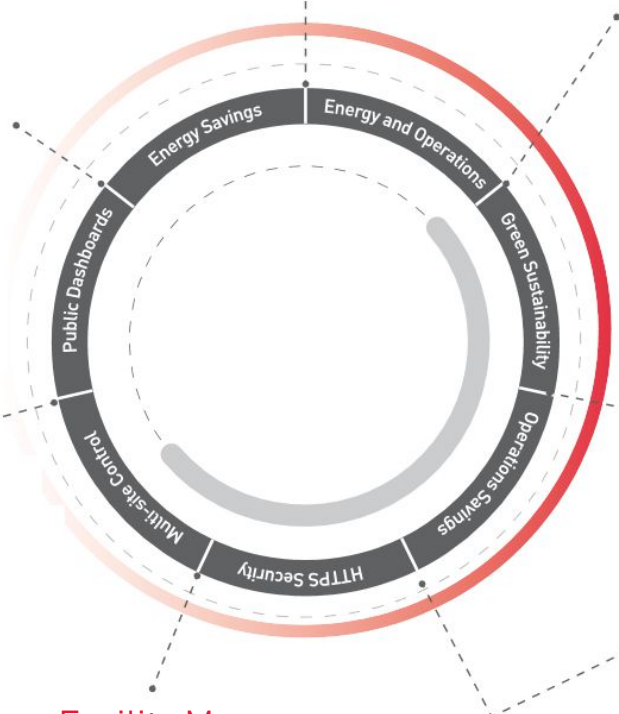 Energy Savings
Energy and Operations
Green Sustainability
Operations Savings
HTTPS Security
Multi-site Control
Public Dashboards